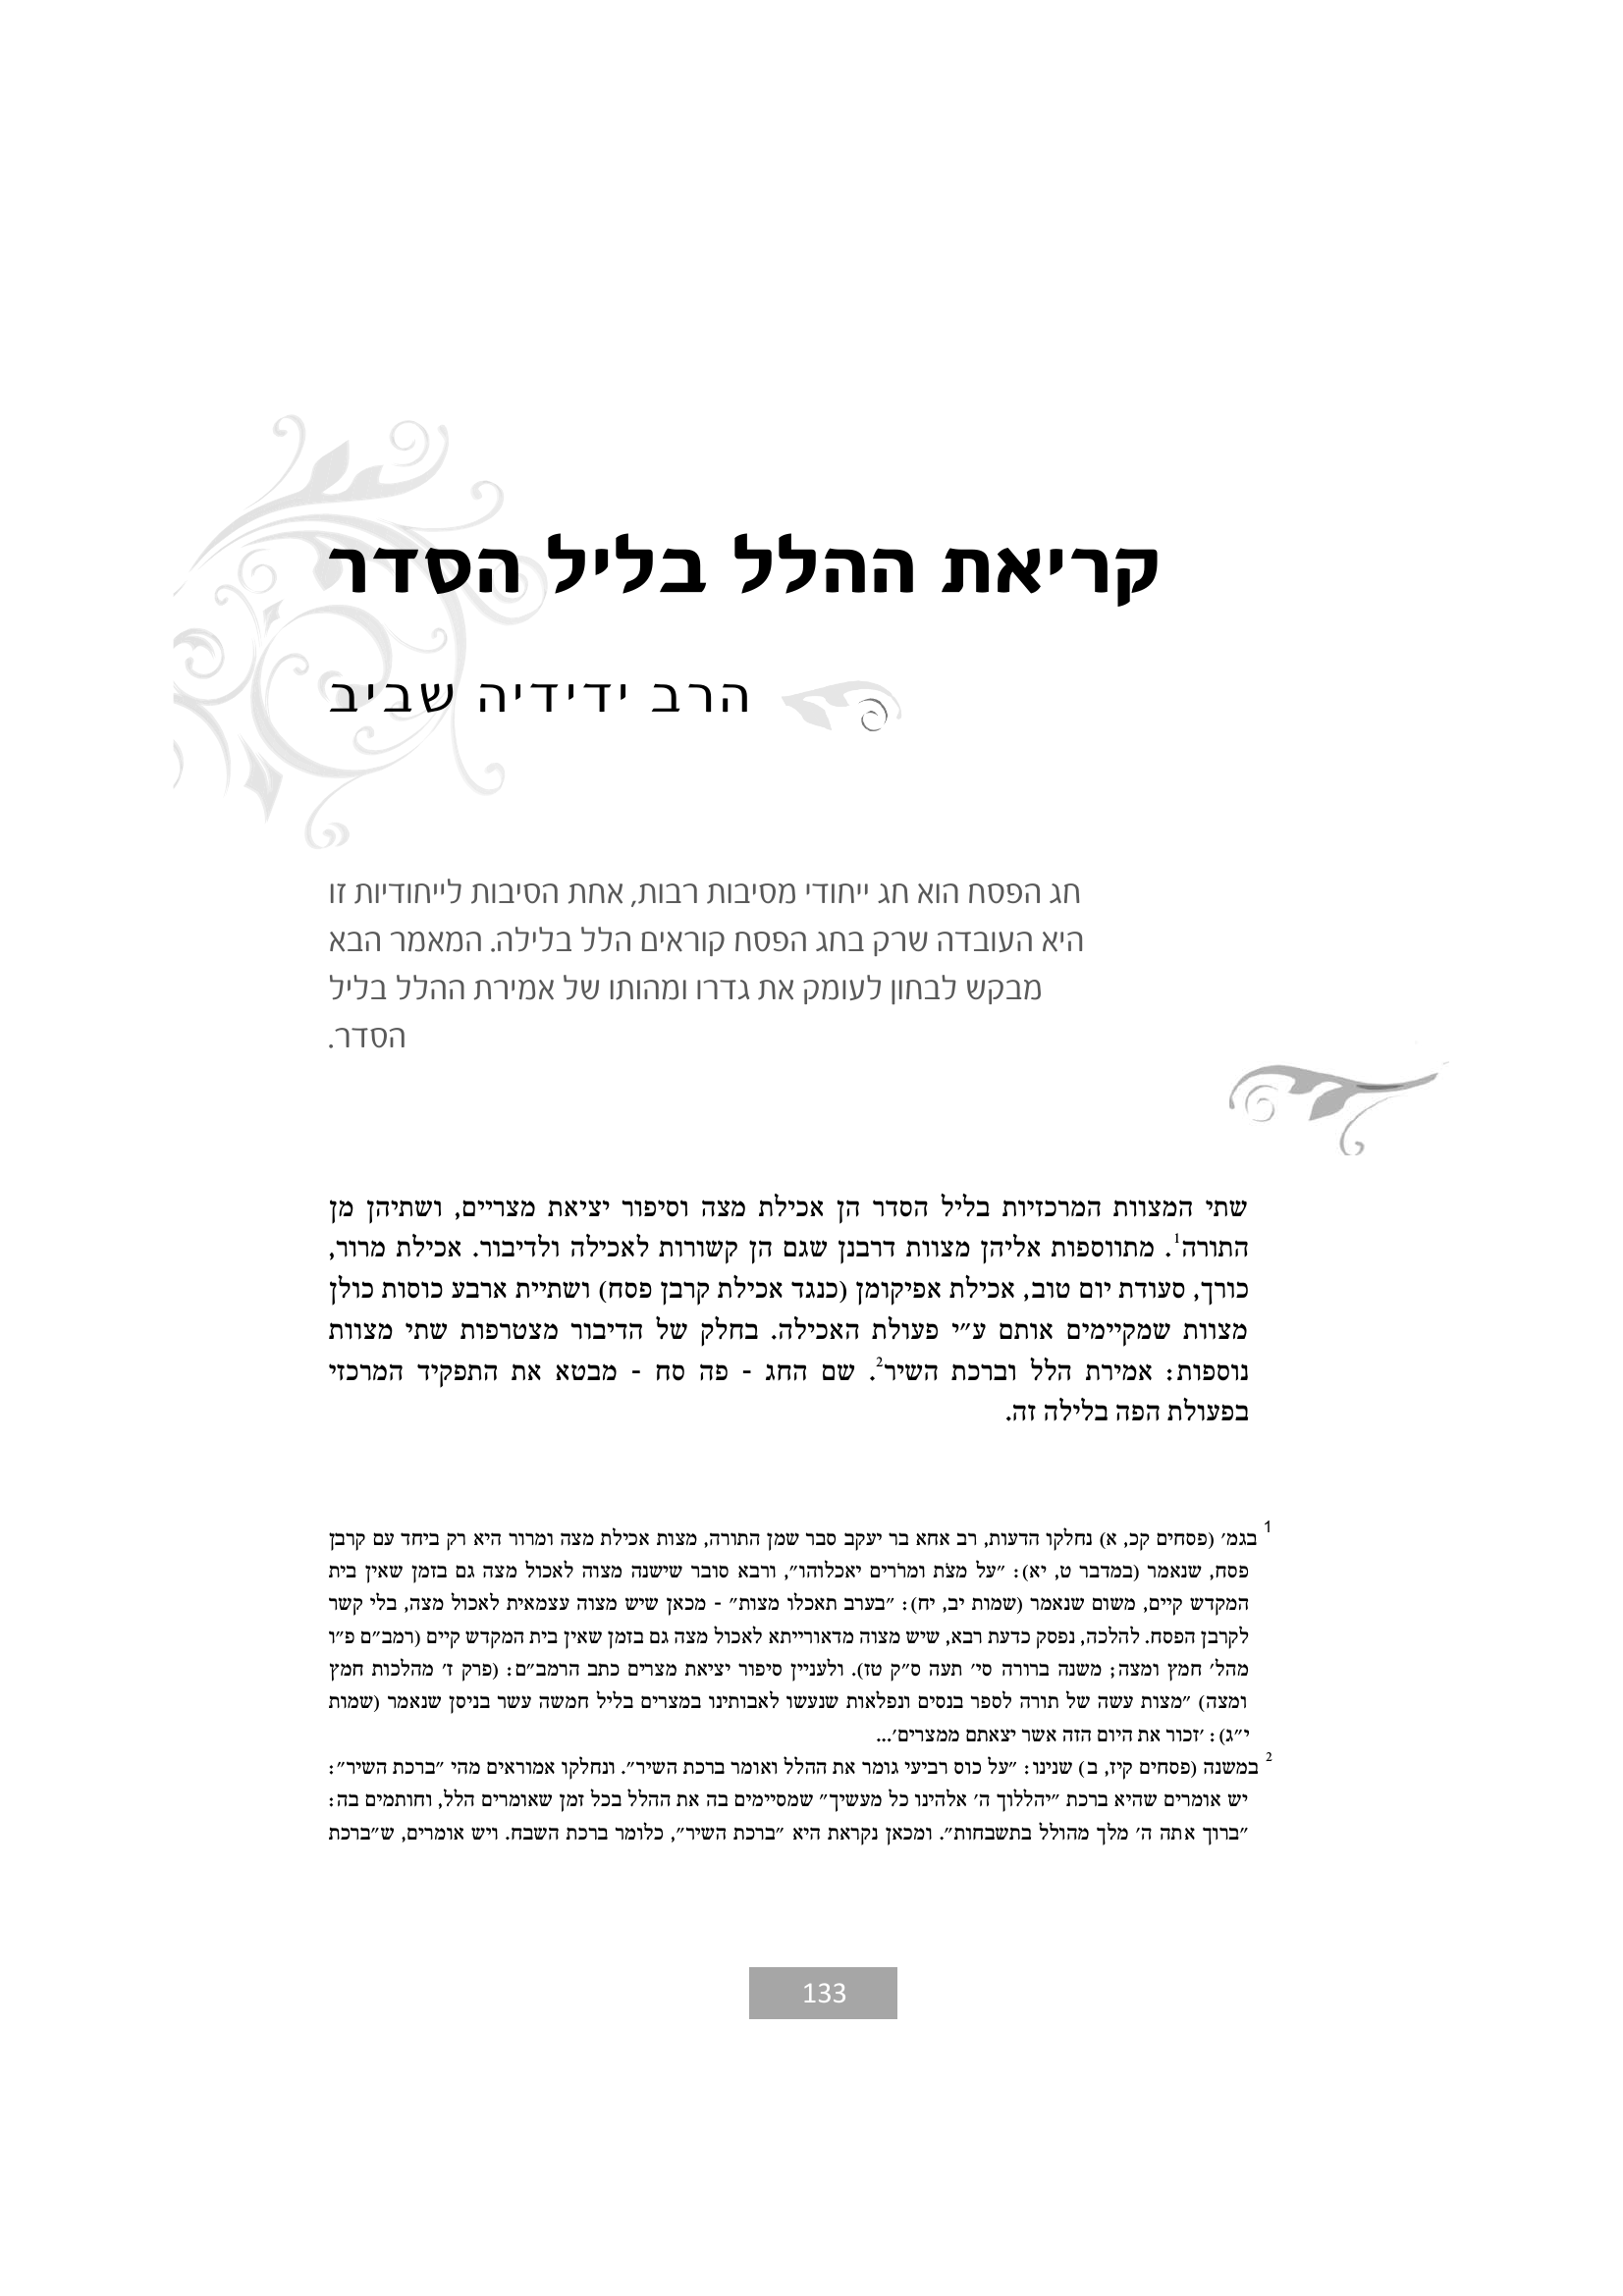 קריאת ההלל בליל הסדר
הרב ידידיה שביב
חג הפסח הוא חג ייחודי מסיבות רבות, אחת הסיבות לייחודיות זו
היא העובדה שרק בחג הפסח קוראים הלל בלילה. המאמר הבא
מבקש לבחון לעומק את גדרו ומהותו של אמירת ההלל בליל
הסדר.
שתי המצוות המרכזיות בליל הסדר הן אכילת מצה וסיפור יציאת מצריים, ושתיהן מן
התורה1. מתווספות אליהן מצוות דרבנן שגם הן קשורות לאכילה ולדיבור. אכילת מרור,
כורך, סעודת יום טוב, אכילת אפיקומן (כנגד אכילת קרבן פסח) ושתיית ארבע כוסות כולן
מצוות שמקיימים אותם ע״י פעולת האכילה. בחלק של הדיבור מצטרפות שתי מצוות
נוספות: אמירת הלל וברכת השיר2. שם החג - פה סח - מבטא את התפקיד המרכזי
בפעולת הפה בלילה זה.
1 בגמ׳ (פסחים קכ, א) נחלקו הדעות, רב אחא בר יעקב סבר שמן התורה, מצות אכילת מצה ומרור היא רק ביחד עם קרבן
פסח, שנאמר (במדבר ט, יא): ״על מצֹת ומרֹרים יאכלוהו״, ורבא סובר שישנה מצוה לאכול מצה גם בזמן שאין בית
המקדש קיים, משום שנאמר (שמות יב, יח): ״בערב תאכלו מצות״ - מכאן שיש מצוה עצמאית לאכול מצה, בלי קשר
לקרבן הפסח. להלכה, נפסק כדעת רבא, שיש מצוה מדאורייתא לאכול מצה גם בזמן שאין בית המקדש קיים (רמב״ם פ״ו
מהל׳ חמץ ומצה; משנה ברורה סי׳ תעה ס״ק טז). ולעניין סיפור יציאת מצרים כתב הרמב״ם: (פרק ז׳ מהלכות חמץ
ומצה) ״מצות עשה של תורה לספר בנסים ונפלאות שנעשו לאבותינו במצרים בליל חמשה עשר בניסן שנאמר (שמות
י״ג): ׳זכור את היום הזה אשר יצאתם ממצרים׳...
2 במשנה (פסחים קיז, ב) שנינו: ״על כוס רביעי גומר את ההלל ואומר ברכת השיר״. ונחלקו אמוראים מהי ״ברכת השיר״:
יש אומרים שהיא ברכת ״יהללוך ה׳ אלהינו כל מעשיך״ שמסיימים בה את ההלל בכל זמן שאומרים הלל, וחותמים בה:
״ברוך אתה ה׳ מלך מהולל בתשבחות״. ומכאן נקראת היא ״ברכת השיר״, כלומר ברכת השבח. ויש אומרים, ש״ברכת
133